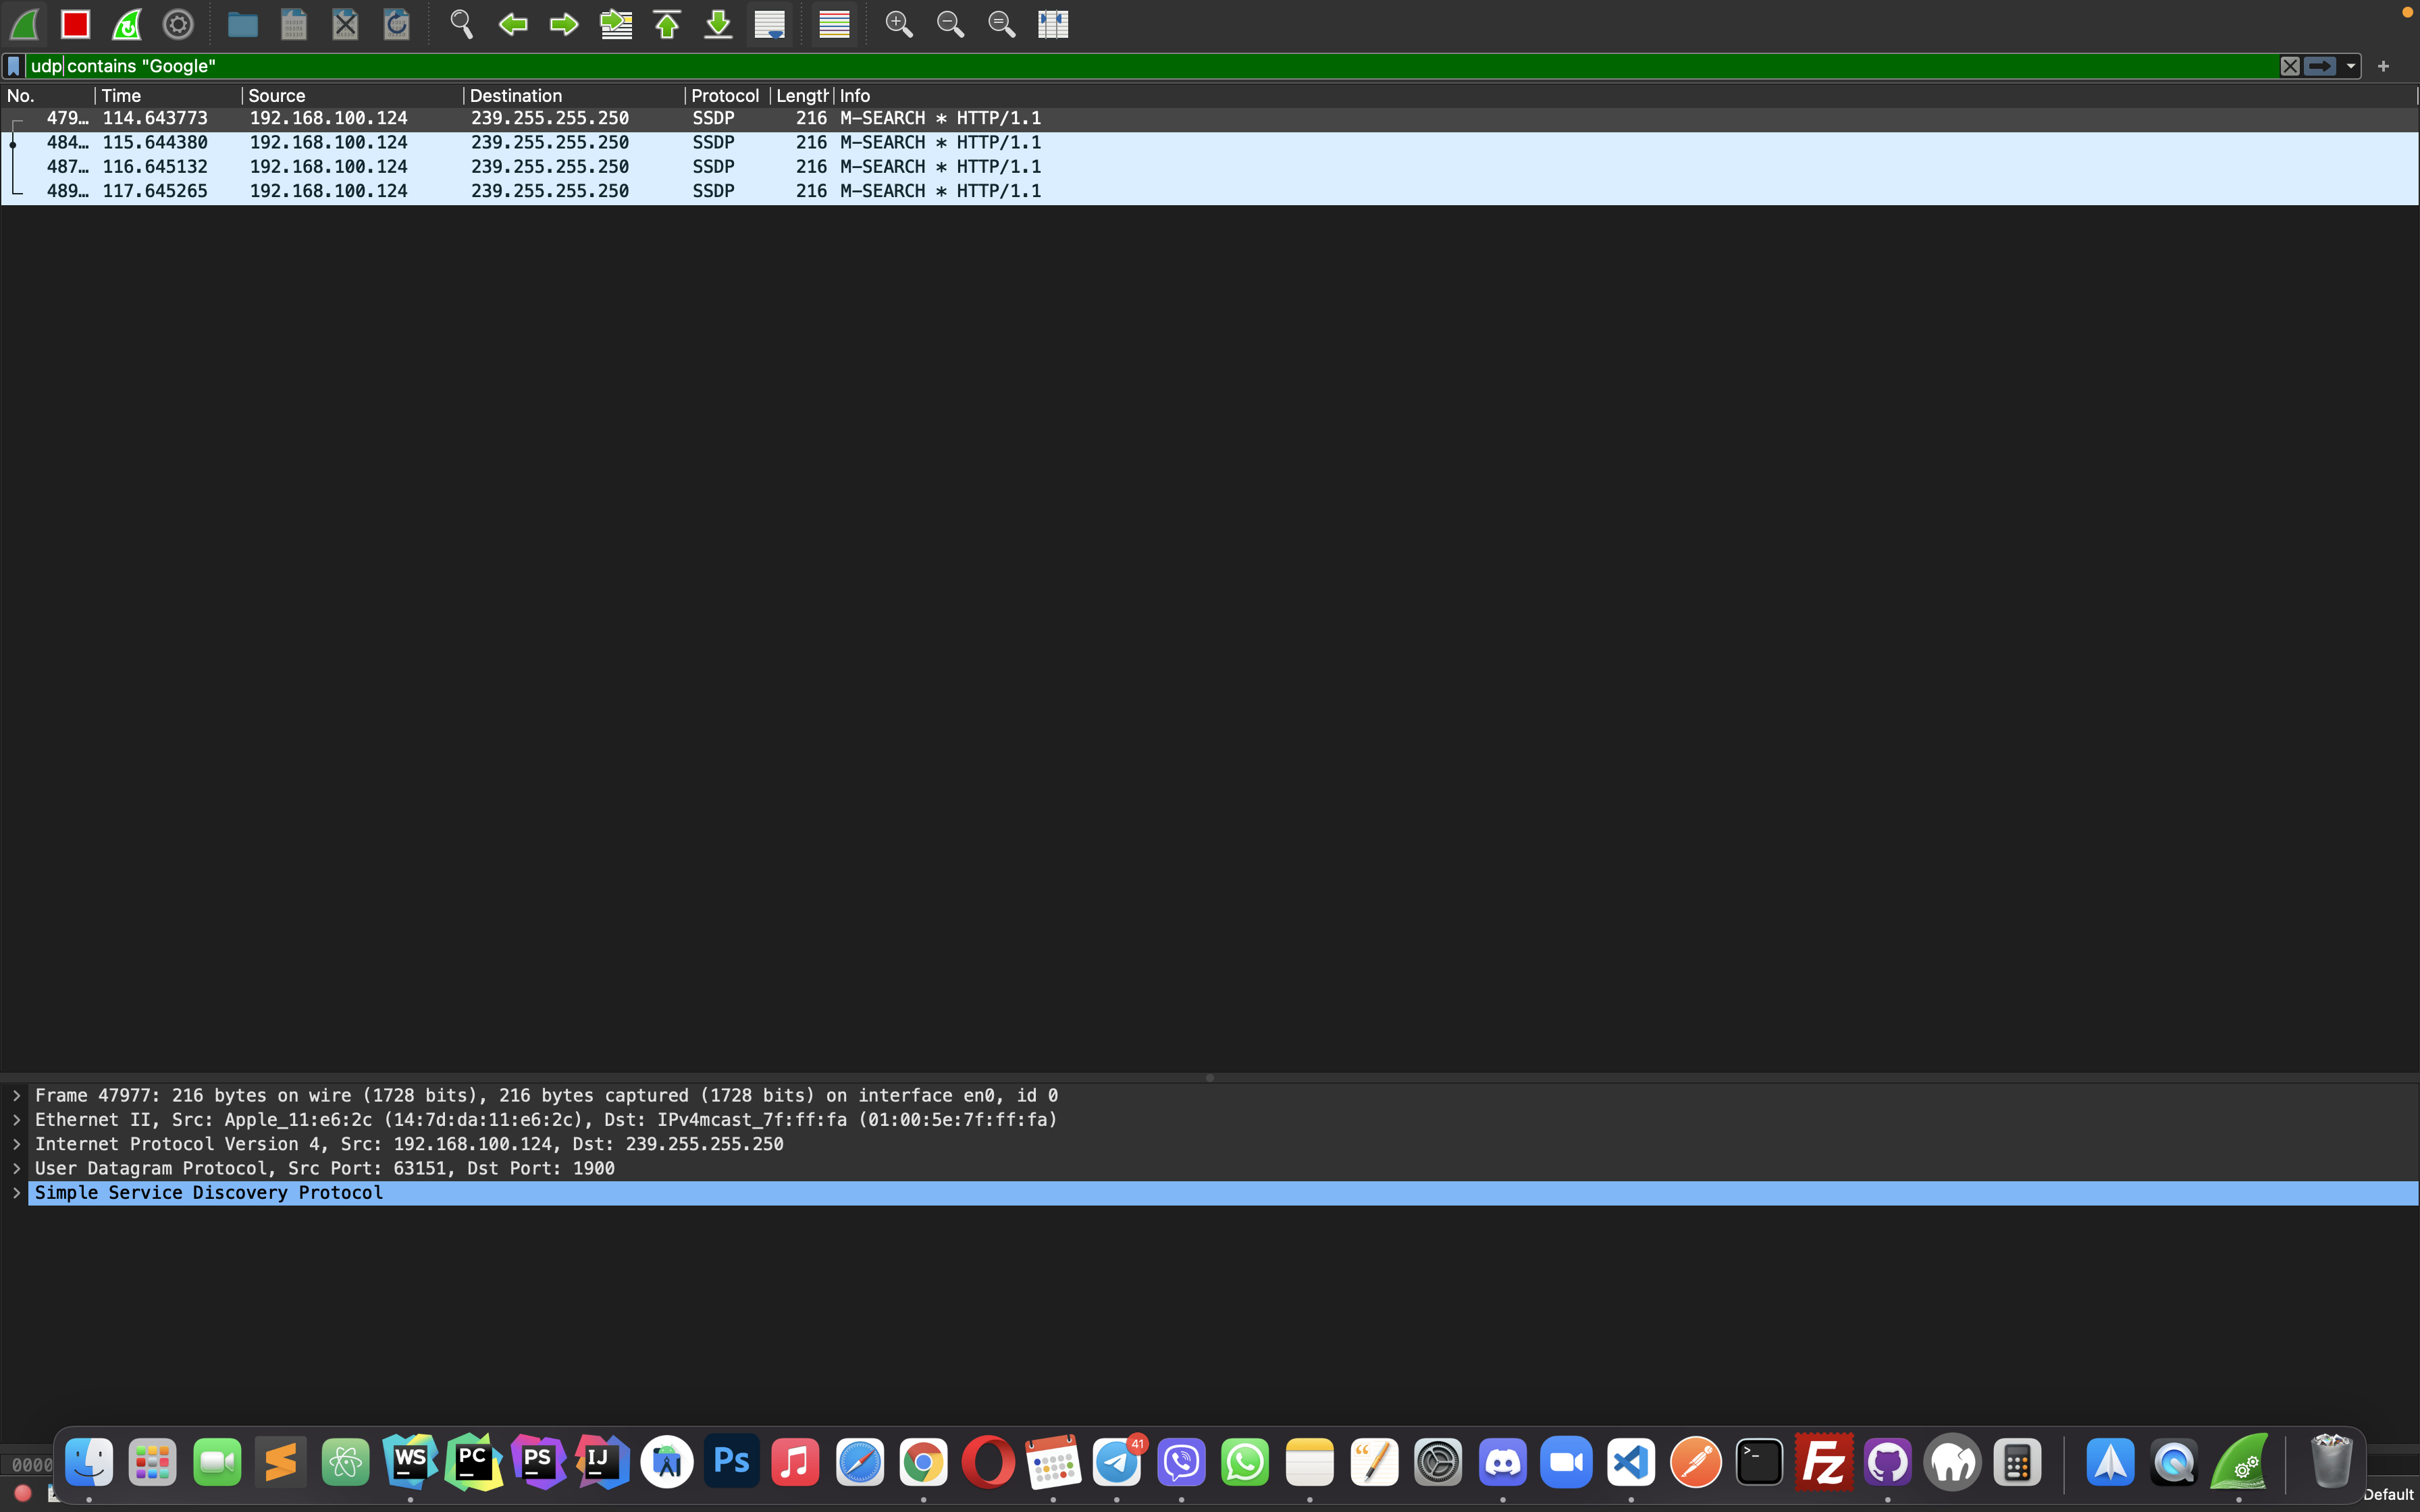 udp contains "Google"
No. Time Source Destination Protocol Length Info
479… 114.643773 192.168.100.124 239.255.255.250 SSDP 216 M-SEARCH * HTTP/1.1
484… 115.644380 192.168.100.124 239.255.255.250 SSDP 216 M-SEARCH * HTTP/1.1
487… 116.645132 192.168.100.124 239.255.255.250 SSDP 216 M-SEARCH * HTTP/1.1
489… 117.645265 192.168.100.124 239.255.255.250 SSDP 216 M-SEARCH * HTTP/1.1
Frame 47977: 216 bytes on wire (1728 bits), 216 bytes captured (1728 bits) on interface en0, id 0
Ethernet II, Src: Apple_11:e6:2c (14:7d:da:11:e6:2c), Dst: IPv4mcast_7f:ff:fa (01:00:5e:7f:ff:fa)
Internet Protocol Version 4, Src: 192.168.100.124, Dst: 239.255.255.250
User Datagram Protocol, Src Port: 63151, Dst Port: 1900
Simple Service Discovery Protocol
0000
WS PC PS IJ Ps 41 Fz
Default